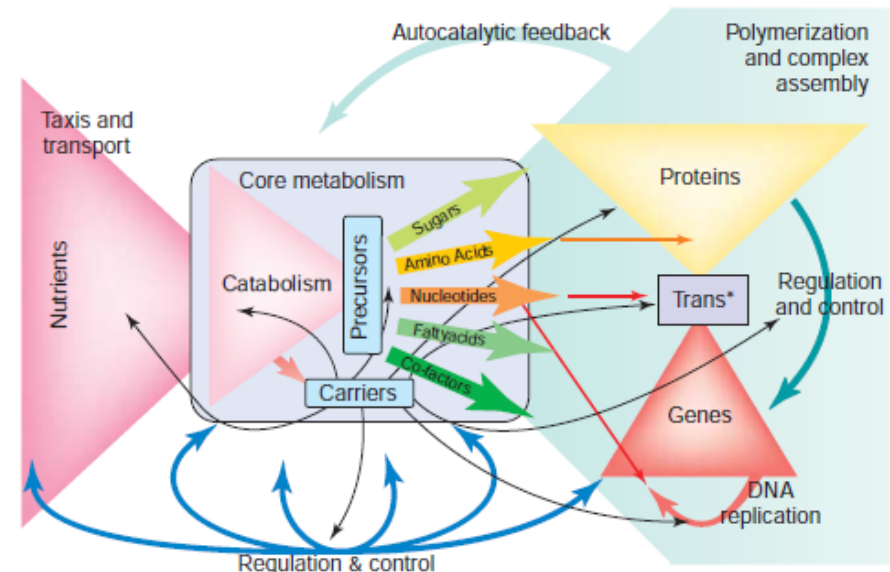 Autocatalytic feedback
Polymerization
and complex
assembly
Taxis and
transport
Core metabolism
Proteins
Sugars
Amino Acids
Nutrients
Catabolism
Precursors
Nucleotides
Trans*
Regulation
and control
Fattyacids
Co-factors
Carriers
Genes
DNA
replication
Regulation & control